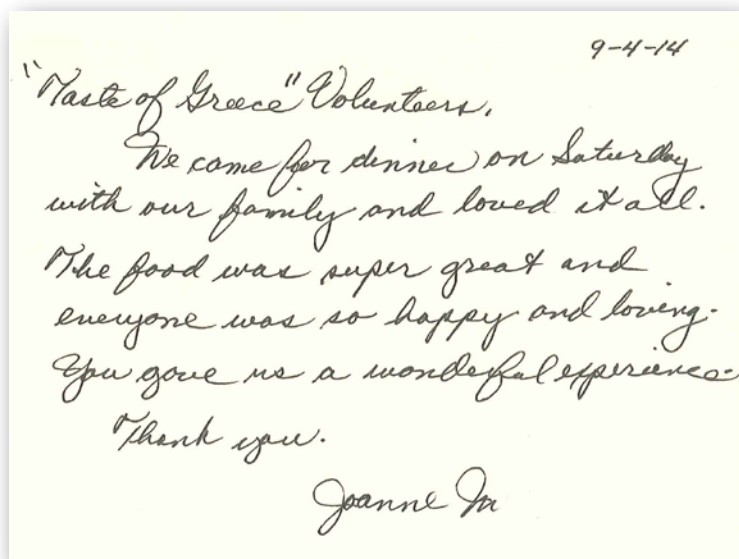 9-4-14
"Taste of Greece" Volunteers,
We came for dinner on Saturday
with our family and loved it all.
The food was super great and
everyone was so happy and loving.
You gave us a wonderful experience.
Thank you.
Joanne M